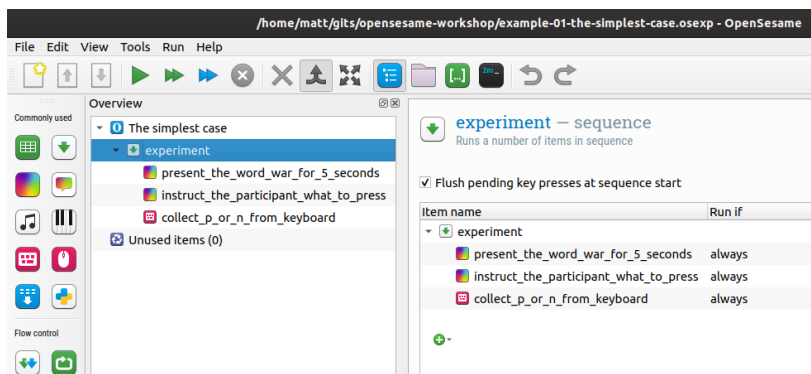 /home/matt/gits/opensesame-workshop/example-01-the-simplest-case.osexp - OpenSesame
File Edit View Tools Run Help
Overview
Commonly used
The simplest case
experiment
present_the_word_war_for_5_seconds
instruct_the_participant_what_to_press
collect_p_or_n_from_keyboard
Unused items (0)
Flow control
experiment — sequence
Runs a number of items in sequence
Flush pending key presses at sequence start
Item name Run if
experiment
present_the_word_war_for_5_seconds always
instruct_the_participant_what_to_press always
collect_p_or_n_from_keyboard always